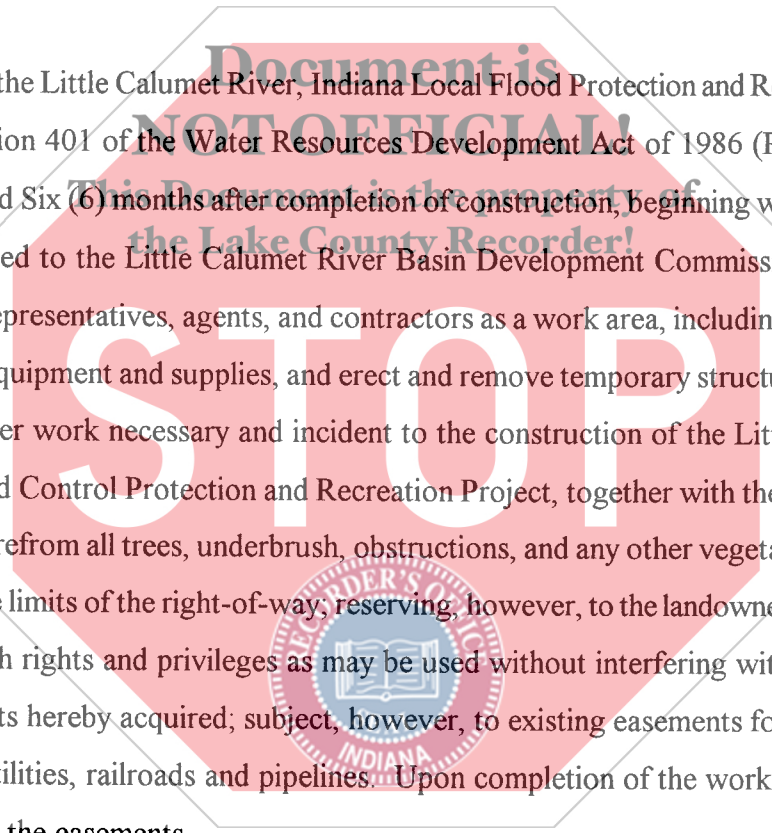 Document is
NOT OFFICIAL!
This Document is the property of
the Lake County Recorder!
STOP
the Little Calumet River, Indiana Local Flood Protection and R
ion 401 of the Water Resources Development Act of 1986 (
d Six (6) months after completion of construction, beginning w
ed to the Little Calumet River Basin Development Commiss
epresentatives, agents, and contractors as a work area, includin
quipment and supplies, and erect and remove temporary struct
er work necessary and incident to the construction of the Lit
d Control Protection and Recreation Project, together with the
refrom all trees, underbrush, obstructions, and any other vegeta
e limits of the right-of-way; reserving, however, to the landowne
h rights and privileges as may be used without interfering wit
ts hereby acquired; subject, however, to existing easements fo
tilities, railroads and pipelines. Upon completion of the work
the easements
RECORDER'S OFFIC
INDIANA